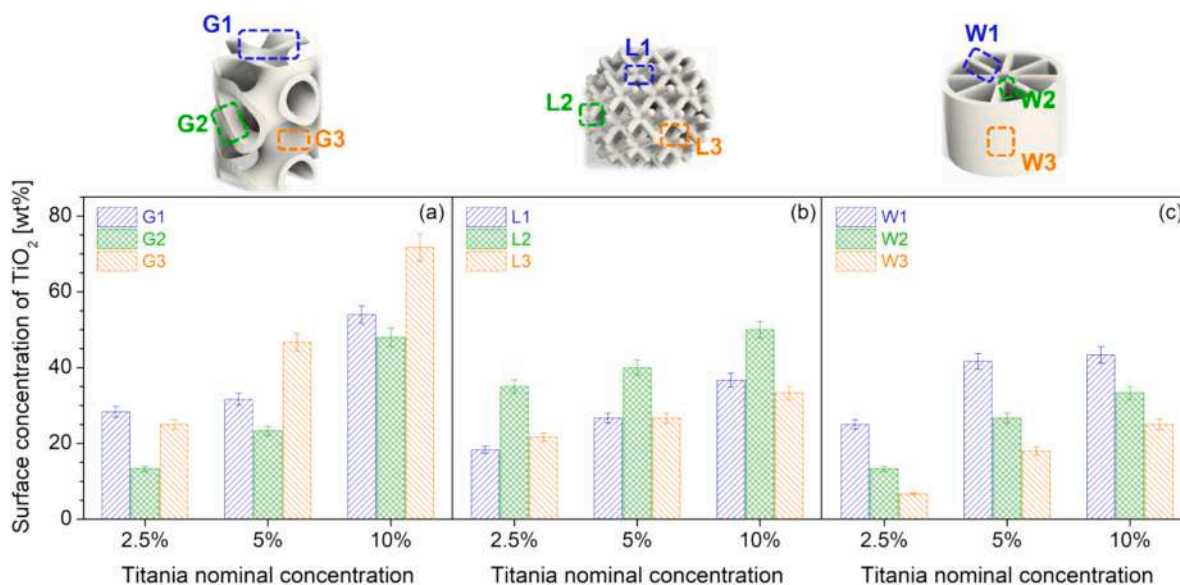 G1
G2
G3
L1
L2
L3
W1
W2
W3
Surface concentration of TiO₂ [wt%]
80
60
40
20
0
G1
G2
G3
(a)
L1
L2
L3
(b)
W1
W2
W3
(c)
2.5% 5% 10% 2.5% 5% 10% 2.5% 5% 10%
Titania nominal concentration Titania nominal concentration Titania nominal concentration